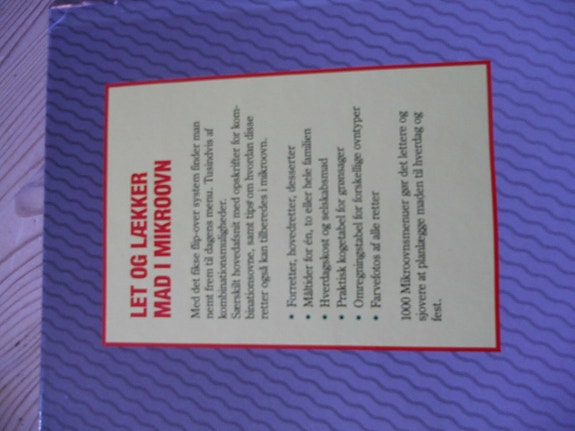 LET OG LÆKKER
MAD I MIKROOVN
Med det fikse flip-over system finder man
nemt frem til dagens menu. Tusindvis af
kombinationsmuligheder.
Særskilt hovedafsnit med opskrifter for kom-
binationsovne, samt tips om hvordan disse
retter også kan tilberedes i mikroovn.
• Forretter, hovedretter, desserter
• Måltider for én, to eller hele familien
• Hverdagskost og selskabsmad
• Praktisk kogetabel for grønsager
• Omregningstabel for forskellige ovntyper
• Farvefotos af alle retter
1000 Mikroovnsmenuer gør det lettere og
sjovere at planlægge maden til hverdag og
fest.